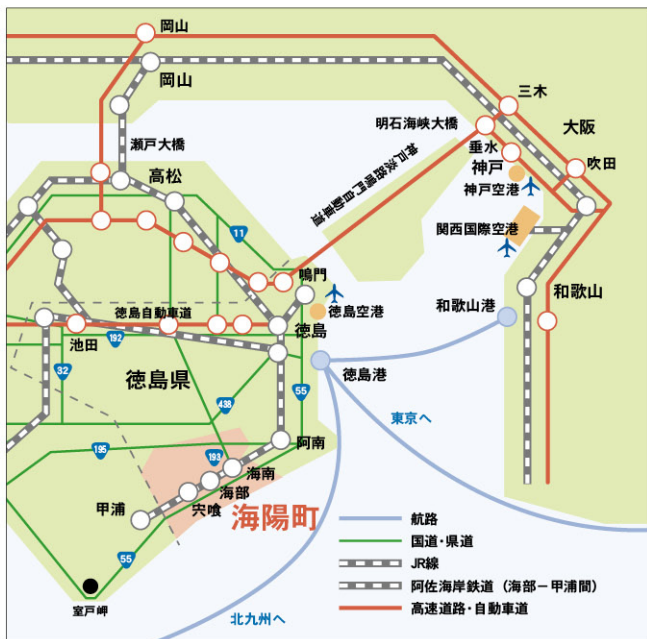 岡山
岡山
三木
明石海峡大橋
大阪
垂水
神戸
吹田
瀬戸大橋
神戸空港
高松
神戸淡路鳴門自動車道
関西国際空港
11
鳴門
和歌山
徳島空港
和歌山港
徳島自動車道
徳島
池田
192
徳島港
32
徳島県
55
438
東京へ
195
阿南
193
海南
海部
宍喰
甲浦
海陽町
55
室戸岬
北九州へ
航路
国道・県道
JR線
阿佐海岸鉄道（海部－甲浦間）
高速道路・自動車道